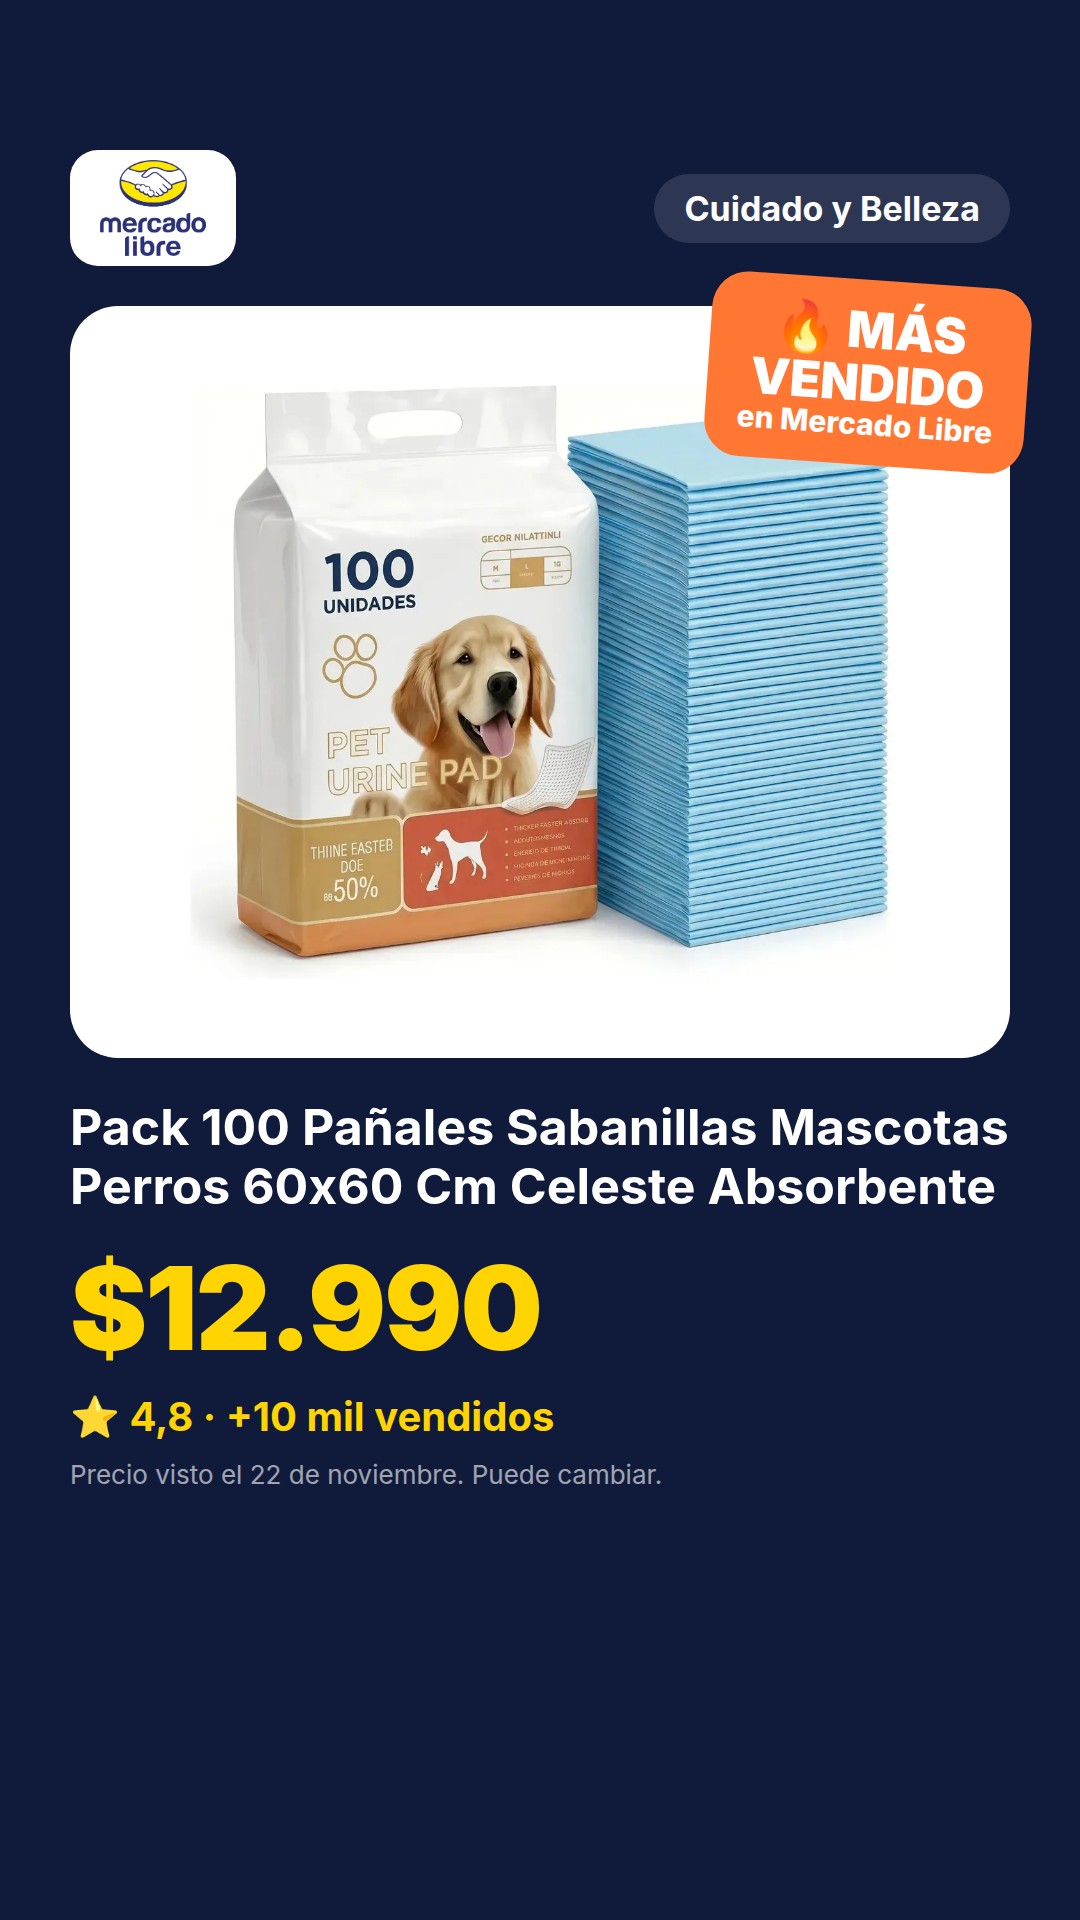 mercado
libre
Cuidado y Belleza
🔥 MÁS
VENDIDO
en Mercado Libre
GECOR NILATTINLI
M L 10
100
UNIDADES
PET
URINE PAD
THIINE EASTED
DOE
50%
Pack 100 Pañales Sabanillas Mascotas
Perros 60x60 Cm Celeste Absorbente
$12.990
⭐ 4,8 · +10 mil vendidos
Precio visto el 22 de noviembre. Puede cambiar.